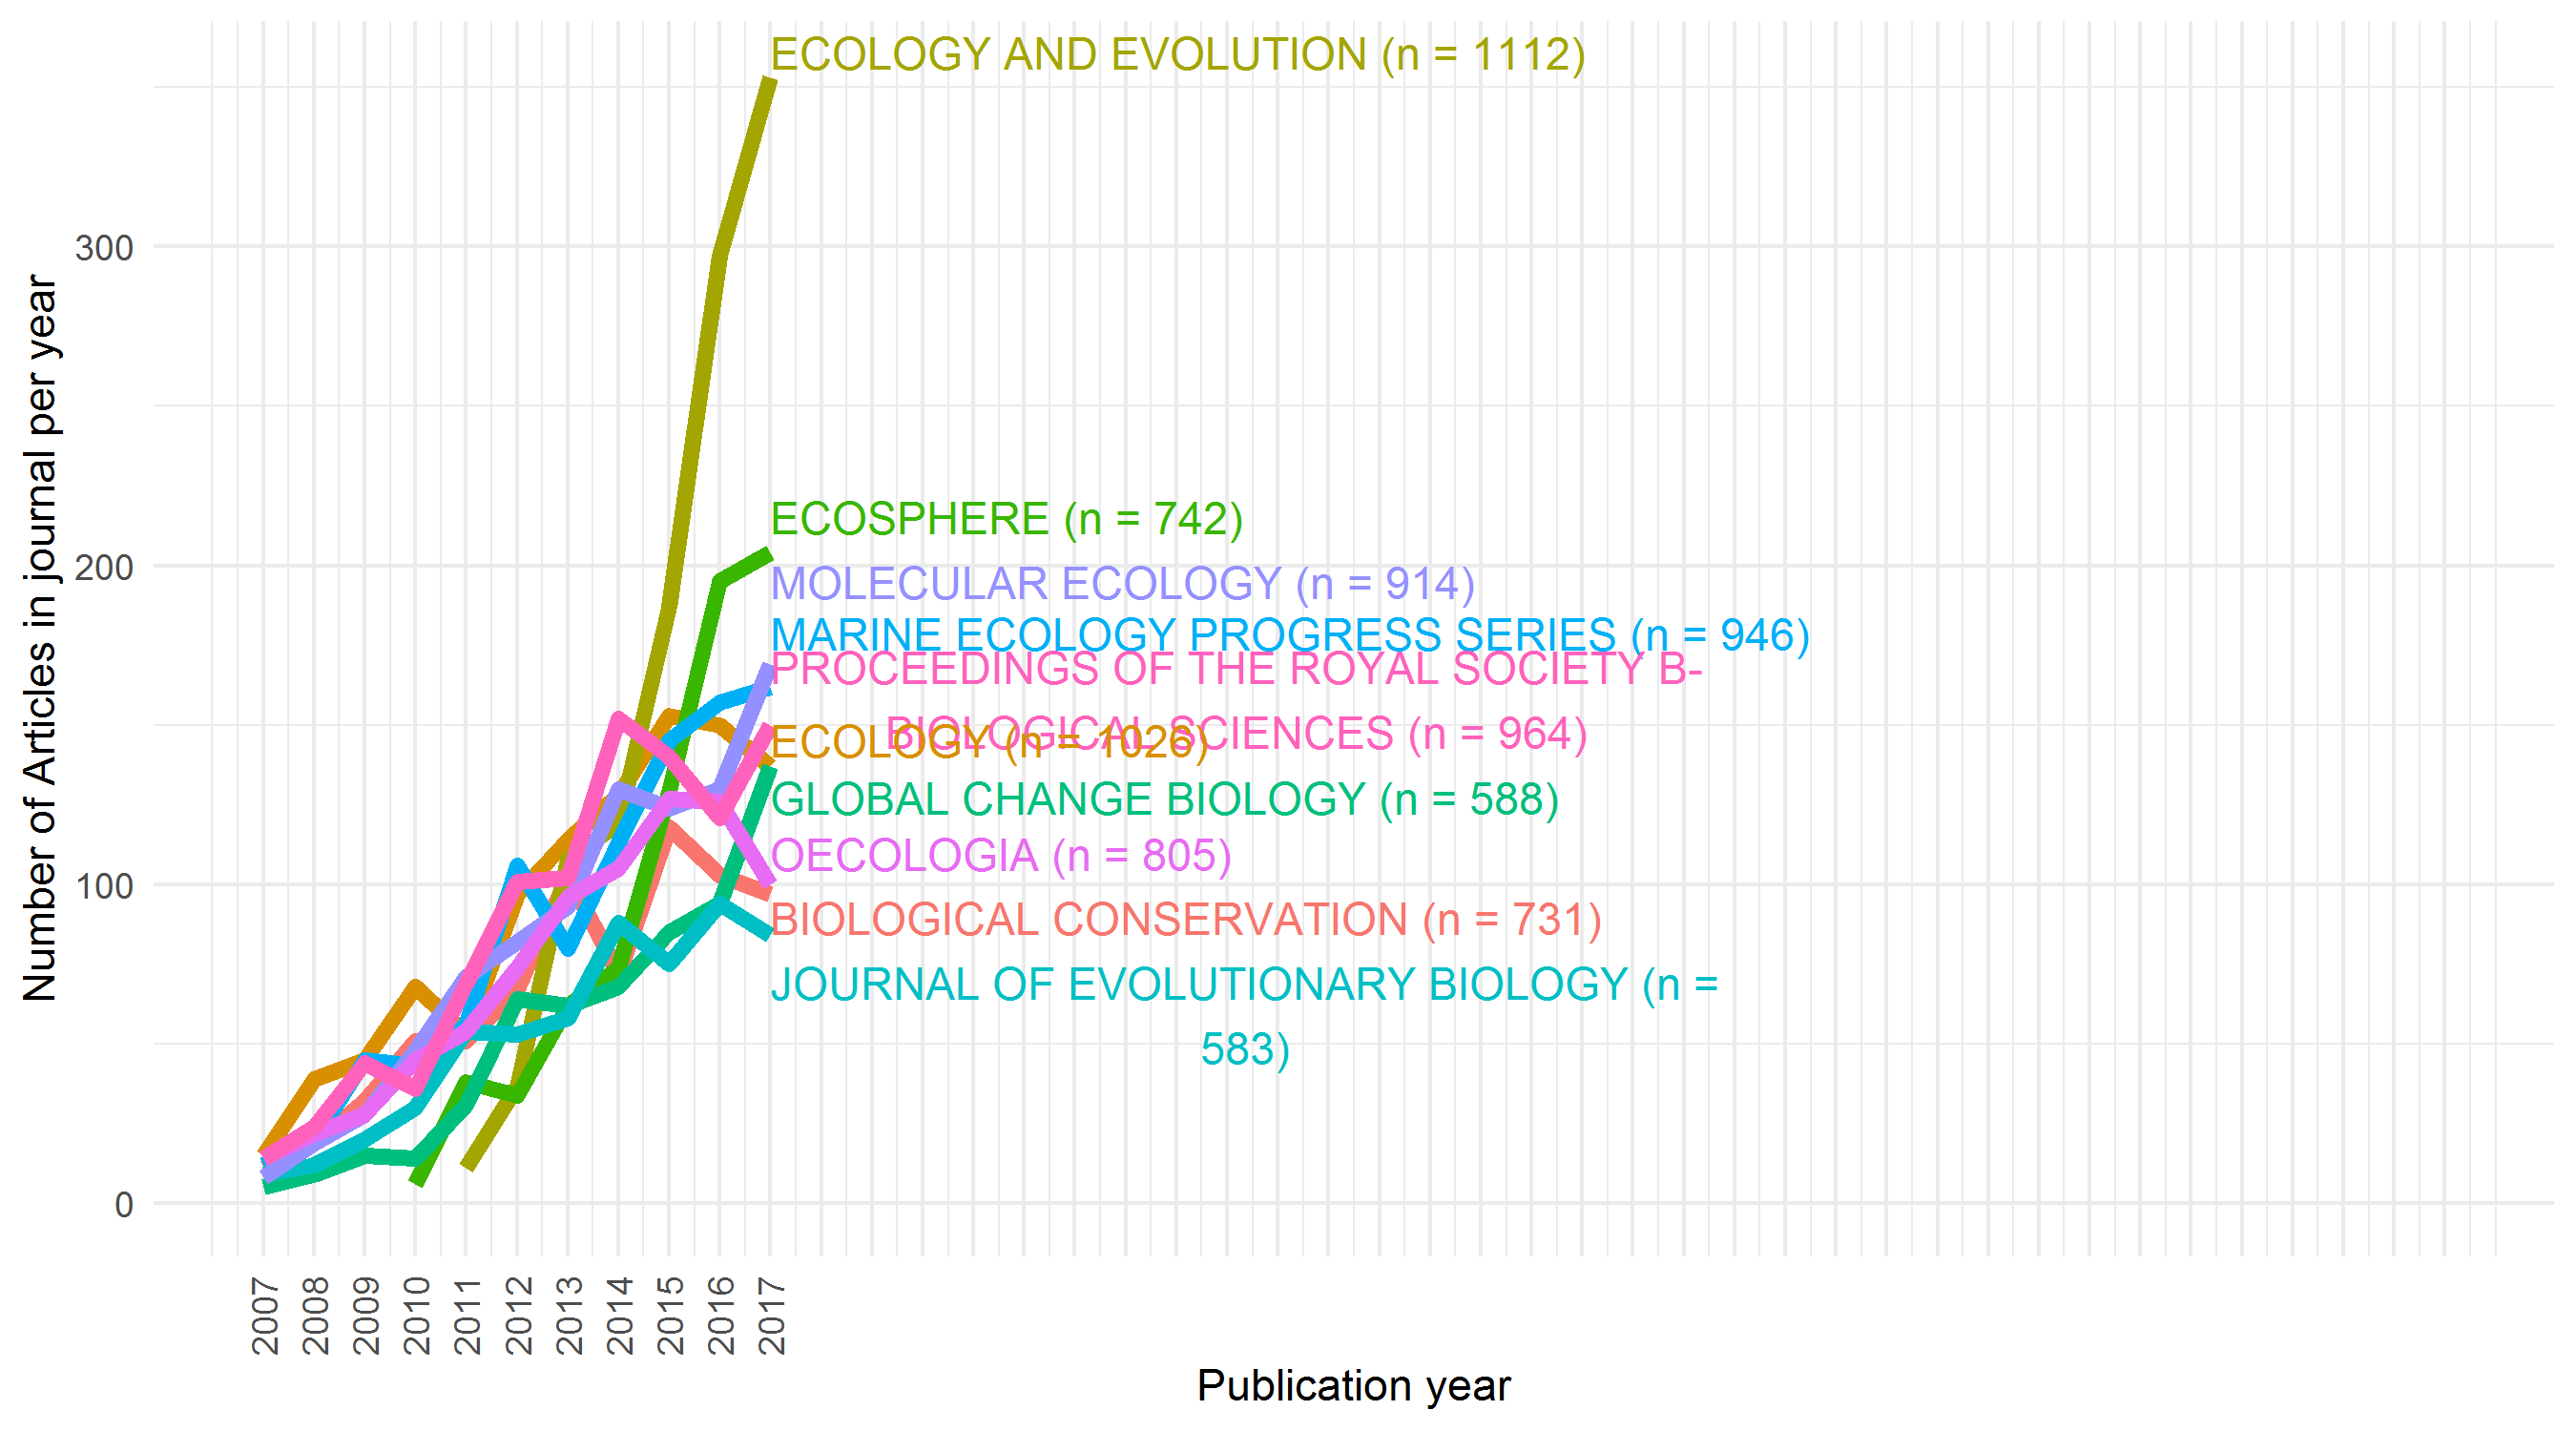 ECOLOGY AND EVOLUTION (n = 1112)
300
ECOSPHERE (n = 742)
200
MOLECULAR ECOLOGY (n = 914)
MARINE ECOLOGY PROGRESS SERIES (n = 946)
PROCEEDINGS OF THE ROYAL SOCIETY B-
BIOLOGICAL SCIENCES (n = 964)
ECOLOGY (n = 1026)
GLOBAL CHANGE BIOLOGY (n = 588)
OECOLOGIA (n = 805)
100
BIOLOGICAL CONSERVATION (n = 731)
JOURNAL OF EVOLUTIONARY BIOLOGY (n =
583)
0
Number of Articles in journal per year
2007
2008
2009
2010
2011
2012
2013
2014
2015
2016
2017
Publication year